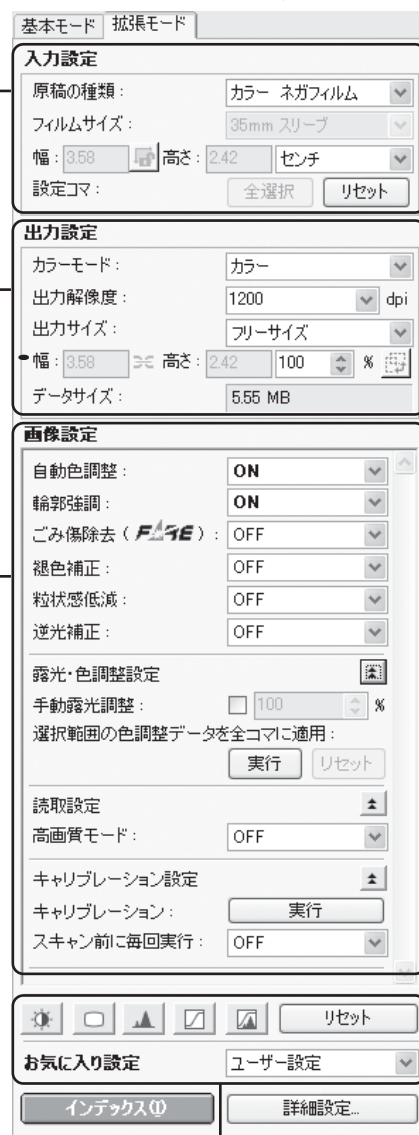 基本モード 拡張モード
入力設定
原稿の種類： カラー ネガフィルム
フィルムサイズ： 35mm スリーブ
幅： 3.58 高さ： 2.42 センチ
設定コマ： 全選択 リセット
出力設定
カラーモード： カラー
出力解像度： 1200 dpi
出力サイズ： フリーサイズ
幅： 3.58 高さ： 2.42 100 %
データサイズ： 5.55 MB
画像設定
自動色調整： ON
輪郭強調： ON
ごみ傷除去（FARE）： OFF
褪色補正： OFF
粒状感低減： OFF
逆光補正： OFF
露光・色調整設定
手動露光調整： 100 %
選択範囲の色調整データを全コマに適用：
実行 リセット
読取設定
高画質モード： OFF
キャリブレーション設定
キャリブレーション： 実行
スキャン前に毎回実行： OFF
リセット
お気に入り設定 ユーザー設定
インデックス(I) 詳細設定...